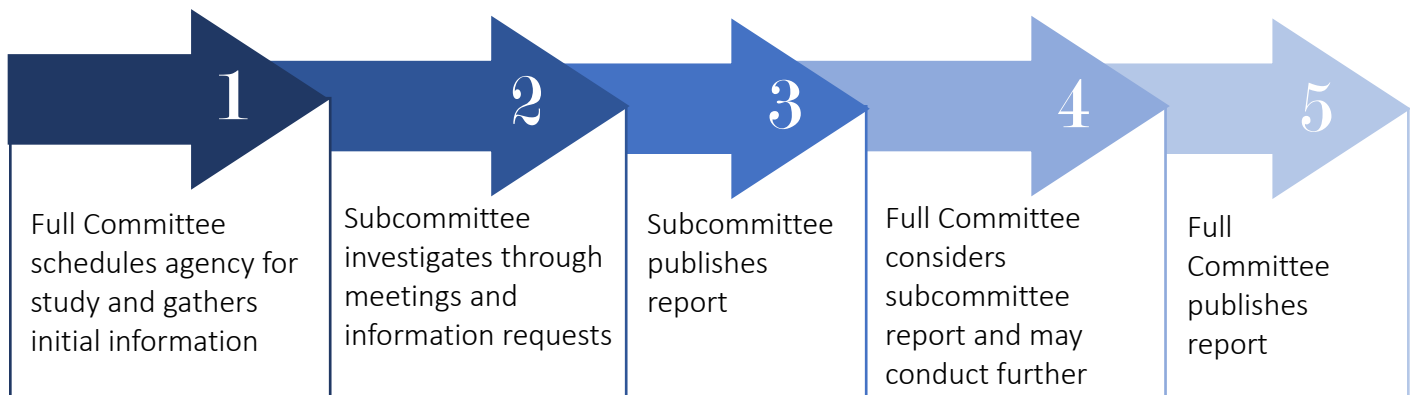 1
Full Committee
schedules agency for
study and gathers
initial information
2
Subcommittee
investigates through
meetings and
information requests
3
Subcommittee
publishes
report
4
Full Committee
considers
subcommittee
report and may
conduct further
5
Full
Committee
publishes
report